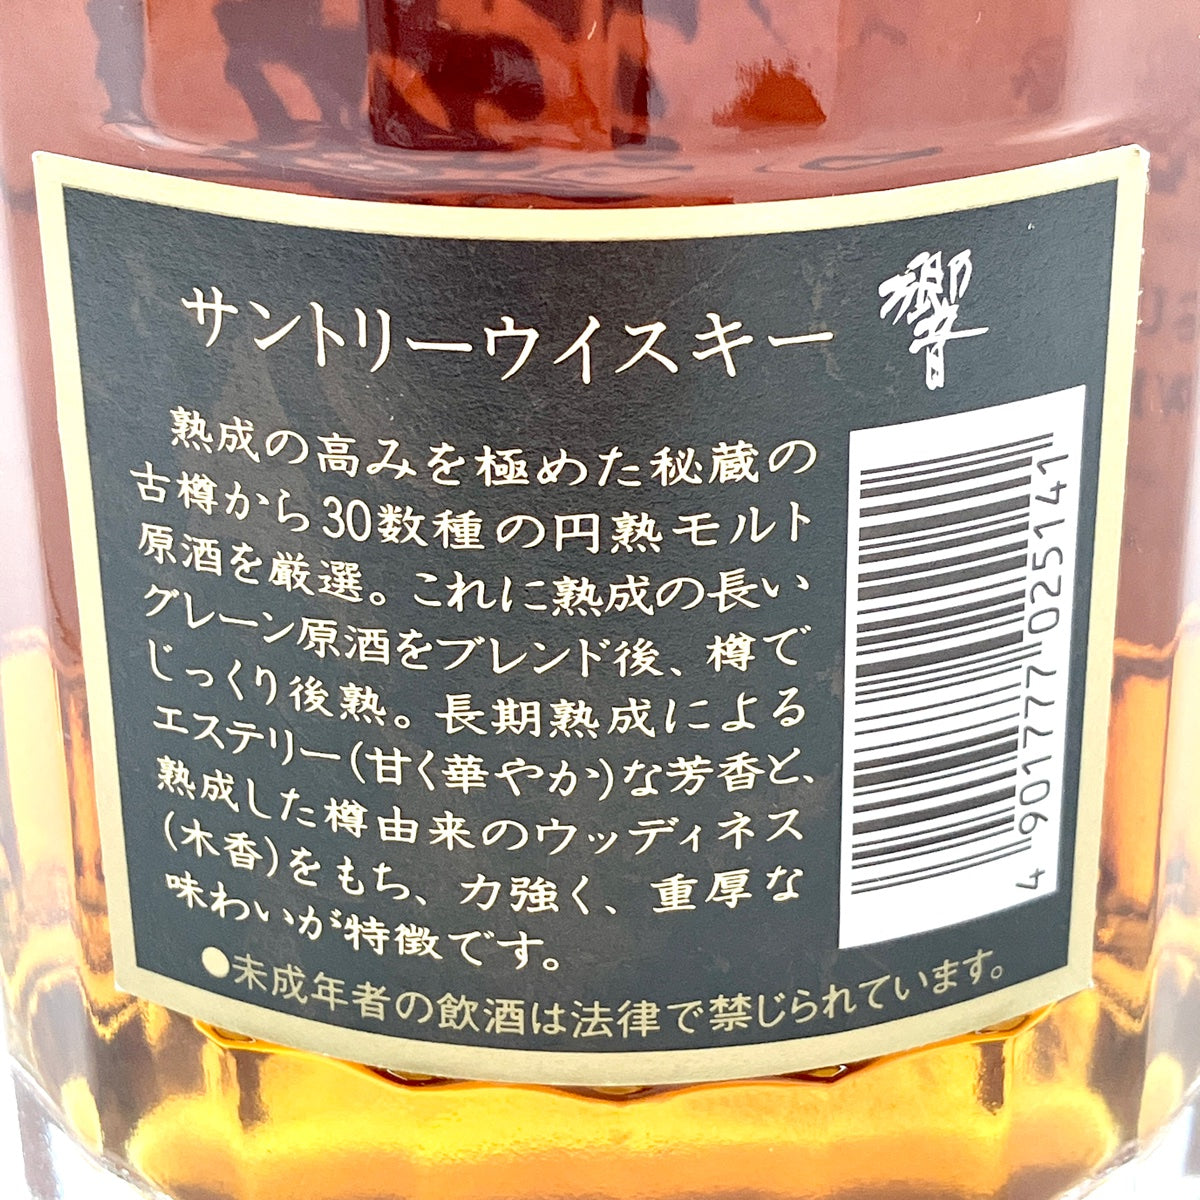 サントリーウイスキー 響
熟成の高みを極めた秘蔵の
古樽から30数種の円熟モルト
原酒を厳選。これに熟成の長い
グレーン原酒をブレンド後、樽で
じっくり後熟。長期熟成による
エステリー(甘く華やか)な芳香と、
熟成した樽由来のウッディネス
(木香)をもち、力強く、重厚な
味わいが特徴です。
●未成年者の飲酒は法律で禁じられています。
4 901777 025141